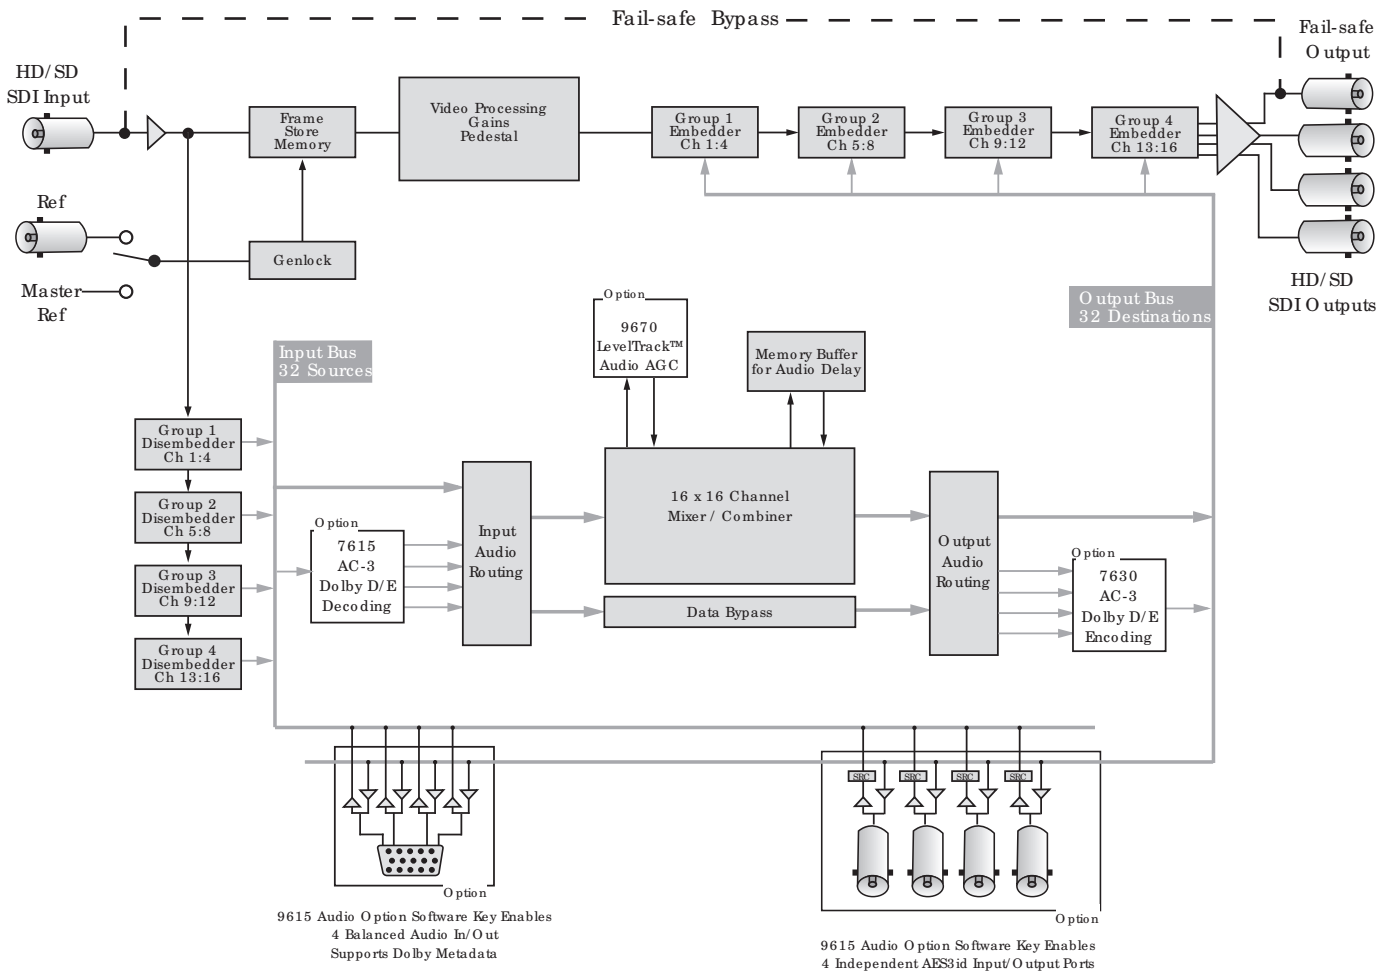 Fail-safe Bypass
Fail-safe
Output
HD/SD
SDI Input
Frame
Store
Memory
Video Processing
Gains
Pedestal
Group 1
Embedder
Ch 1:4
Group 2
Embedder
Ch 5:8
Group 3
Embedder
Ch 9:12
Group 4
Embedder
Ch 13:16
Ref
Genlock
Master
Ref
HD/SD
SDI Outputs
Output Bus
32 Destinations
Input Bus
32 Sources
Option
9670
LevelTrack™
Audio AGC
Memory Buffer
for Audio Delay
Group 1
Disembedder
Ch 1:4
Group 2
Disembedder
Ch 5:8
Group 3
Disembedder
Ch 9:12
Group 4
Disembedder
Ch 13:16
Option
7615
AC-3
Dolby D/E
Decoding
Input
Audio
Routing
16 x 16 Channel
Mixer / Combiner
Data Bypass
Output
Audio
Routing
Option
7630
AC-3
Dolby D/E
Encoding
SRC
SRC
SRC
SRC
Option
9615 Audio Option Software Key Enables
4 Balanced Audio In/Out
Supports Dolby Metadata
Option
9615 Audio Option Software Key Enables
4 Independent AES3id Input/Output Ports